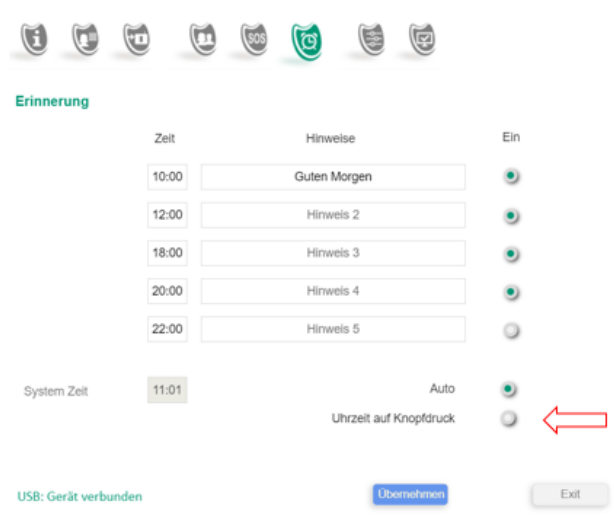 SOS
Erinnerung
Zeit Hinweise Ein
10:00 Guten Morgen
12:00 Hinweis 2
18:00 Hinweis 3
20:00 Hinweis 4
22:00 Hinweis 5
System Zeit 11:01 Auto
Uhrzeit auf Knopfdruck
USB: Gerät verbunden Übernehmen Exit